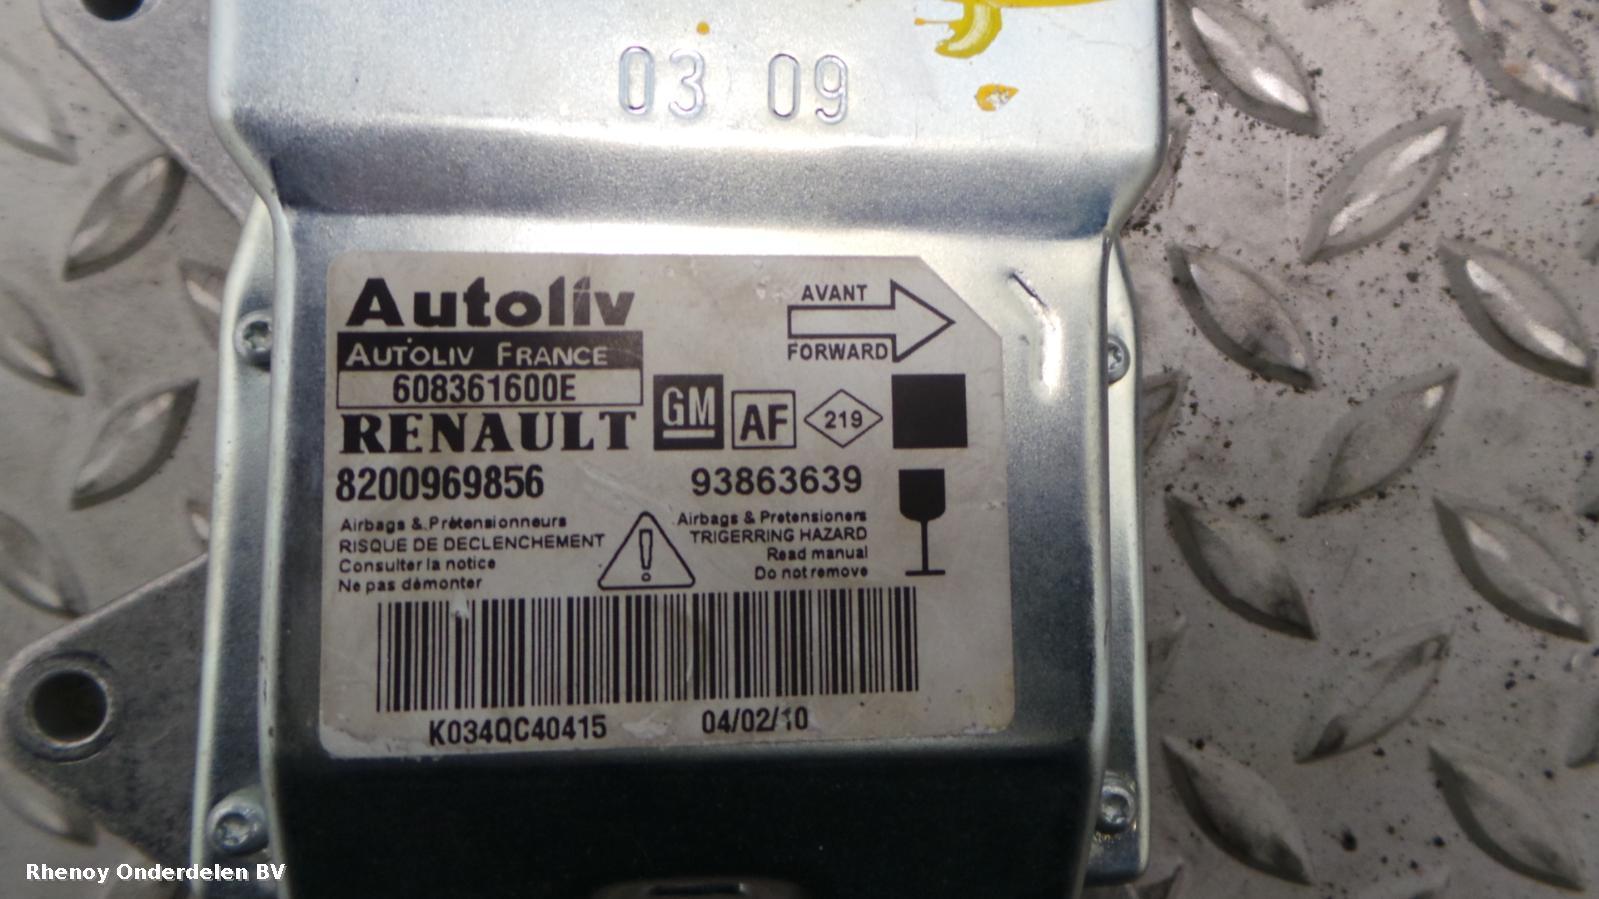 03 09
Autoliv
AUTOLIV FRANCE
608361600E
RENAULT
8200969856
AVANT
FORWARD
GM
AF
219
93863639
Airbags & Prétensionneurs
RISQUE DE DECLENCHEMENT
Consulter la notice
Ne pas démonter
Airbags & Pretensioners
TRIGERRING HAZARD
Read manual
Do not remove
K034QC40415
04/02/10
Rhenoy Onderdelen BV